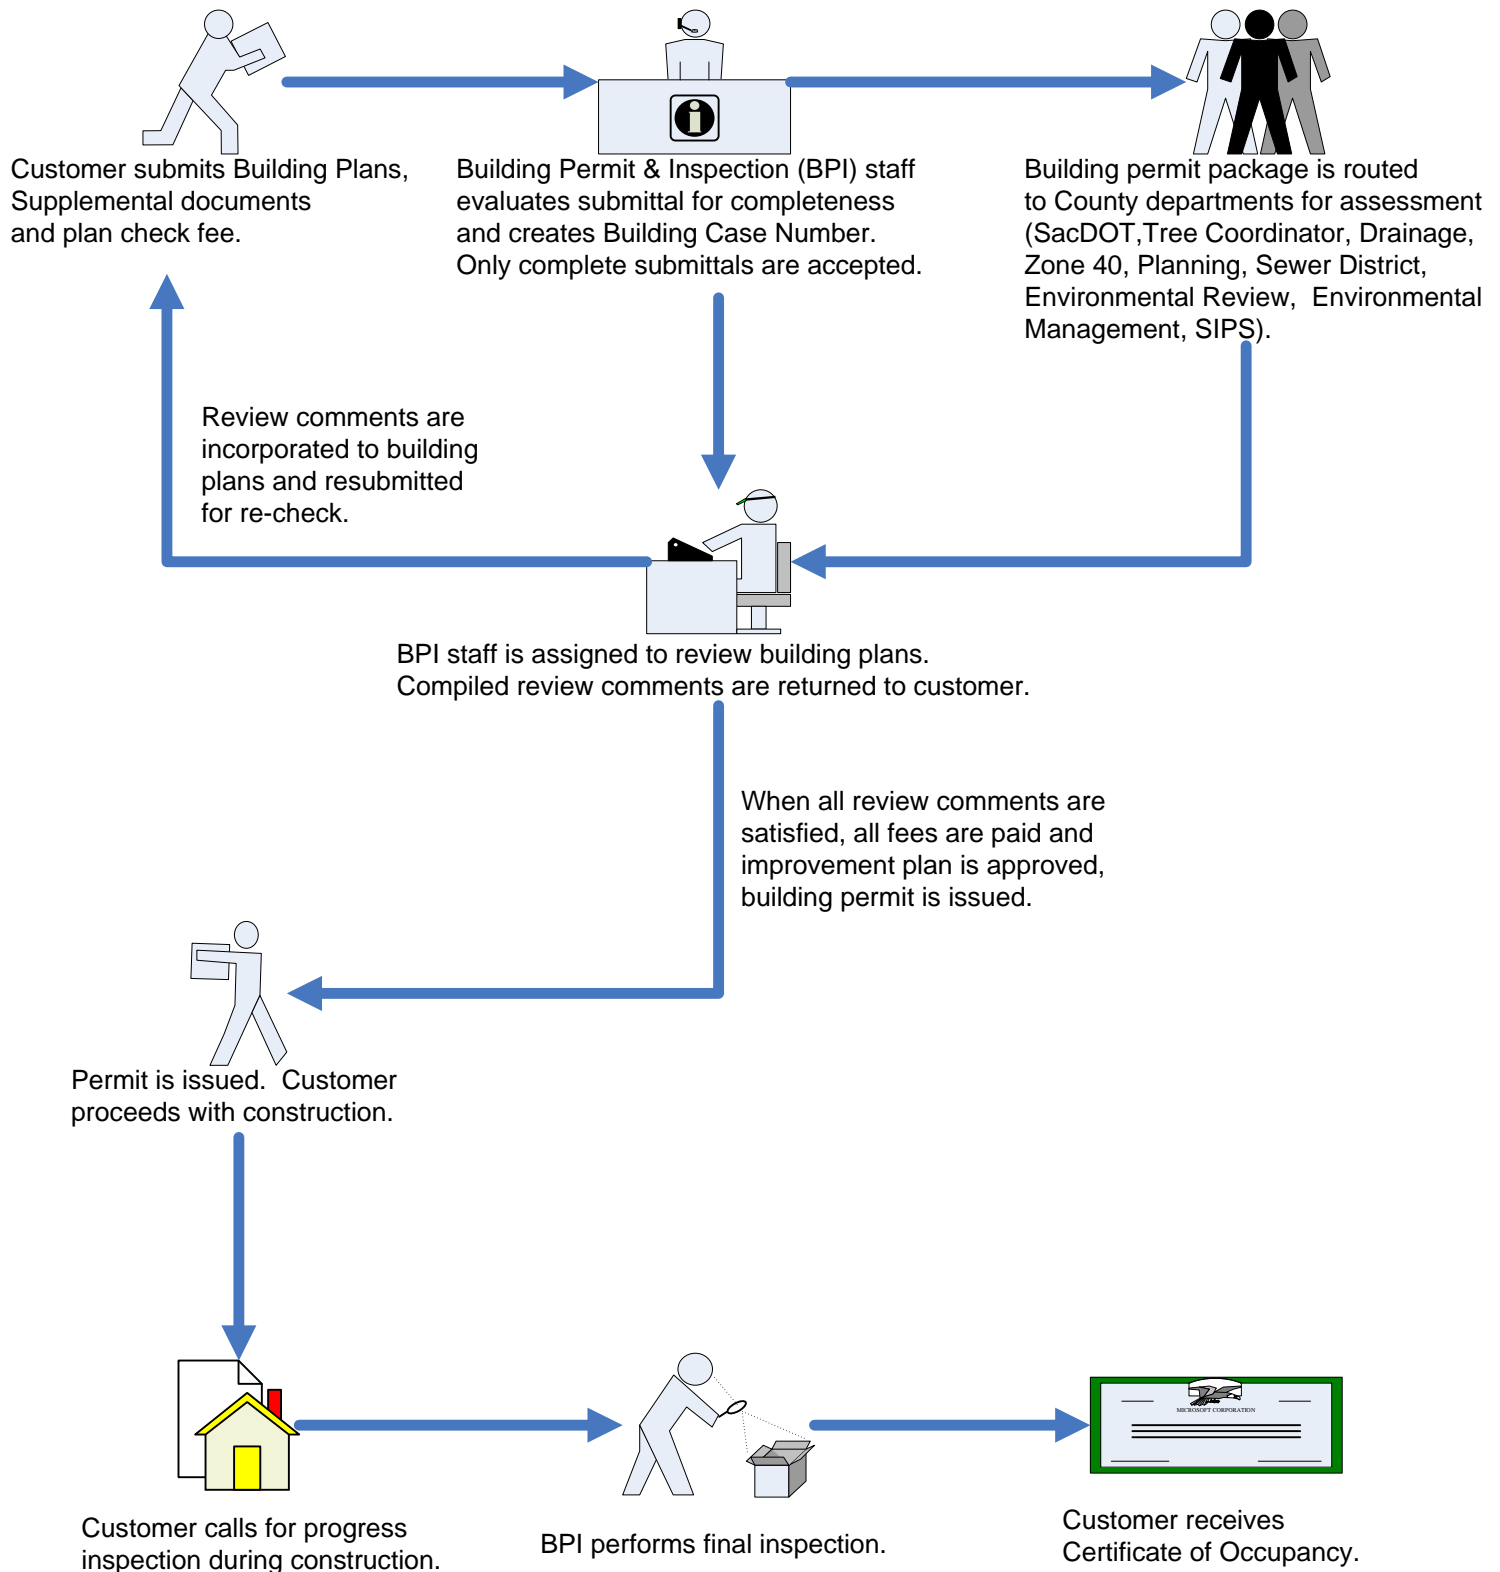 Customer submits Building Plans,
Supplemental documents
and plan check fee.
Building Permit & Inspection (BPI) staff
evaluates submittal for completeness
and creates Building Case Number.
Only complete submittals are accepted.
Building permit package is routed
to County departments for assessment
(SacDOT,Tree Coordinator, Drainage,
Zone 40, Planning, Sewer District,
Environmental Review,  Environmental
Management, SIPS).
Review comments are
incorporated to building
plans and resubmitted
for re-check.
BPI staff is assigned to review building plans.
Compiled review comments are returned to customer.
When all review comments are
satisfied, all fees are paid and
improvement plan is approved,
building permit is issued.
Permit is issued.  Customer
proceeds with construction.
MICROSOFT CORPORATION
Customer calls for progress
inspection during construction.
BPI performs final inspection.
Customer receives
Certificate of Occupancy.